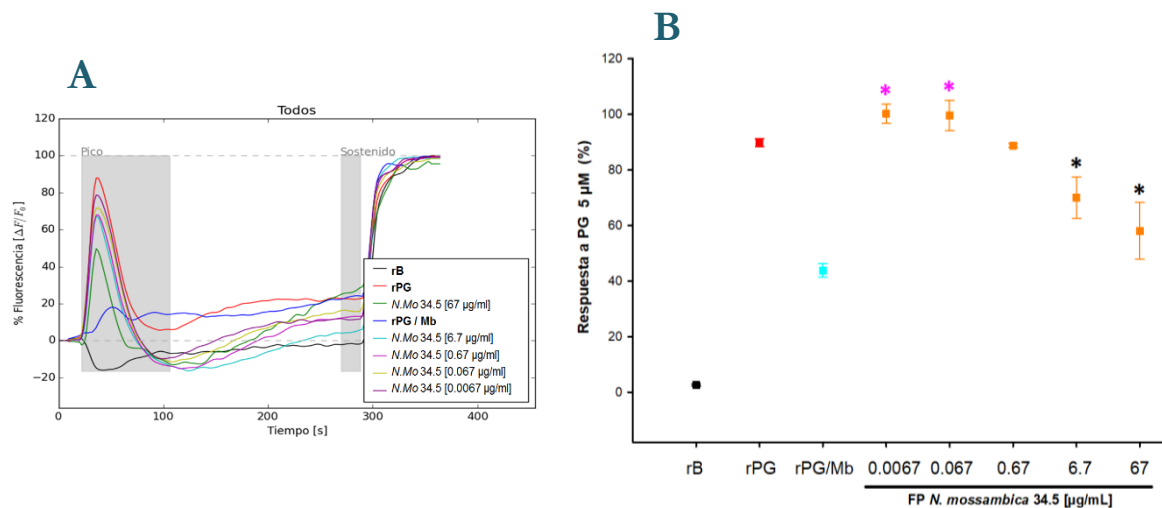 A
Todos
% Fluorescencia [ΔF/F0]
120
100
80
60
40
20
0
−20
Pico
Sostenido
rB
rPG
N.Mo 34.5 [67 µg/ml]
rPG / Mb
N.Mo 34.5 [6.7 µg/ml]
N.Mo 34.5 [0.67 µg/ml]
N.Mo 34.5 [0.067 µg/ml]
N.Mo 34.5 [0.0067 µg/ml]
0 100 200 300 400
Tiempo [s]
B
Respuesta a PG 5 µM (%)
120
100
80
60
40
20
0
* * * *
rB rPG rPG/Mb 0.0067 0.067 0.67 6.7 67
FP N. mossambica 34.5 [µg/mL]